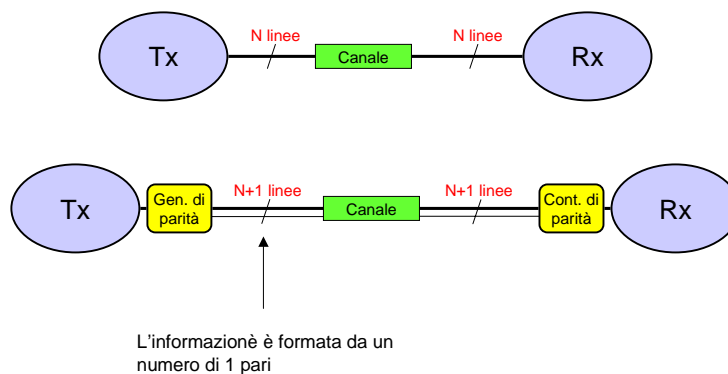 N linee
N linee
Tx
Canale
Rx
N+1 linee
N+1 linee
Tx
Gen. di
parità
Canale
Cont. di
parità
Rx
L'informazionè è formata da un
numero di 1 pari